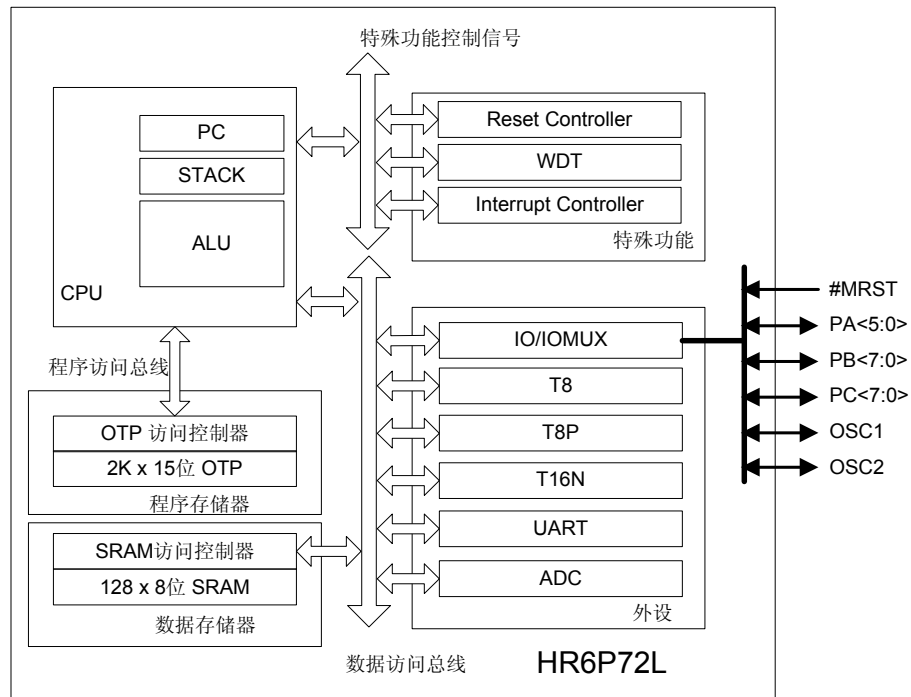 特殊功能控制信号
PC
STACK
ALU
CPU
Reset Controller
WDT
Interrupt Controller
特殊功能
程序访问总线
OTP 访问控制器
2K x 15位 OTP
程序存储器
SRAM访问控制器
128 x 8位 SRAM
数据存储器
IO/IOMUX
T8
T8P
T16N
UART
ADC
外设
#MRST
PA<5:0>
PB<7:0>
PC<7:0>
OSC1
OSC2
数据访问总线
HR6P72L